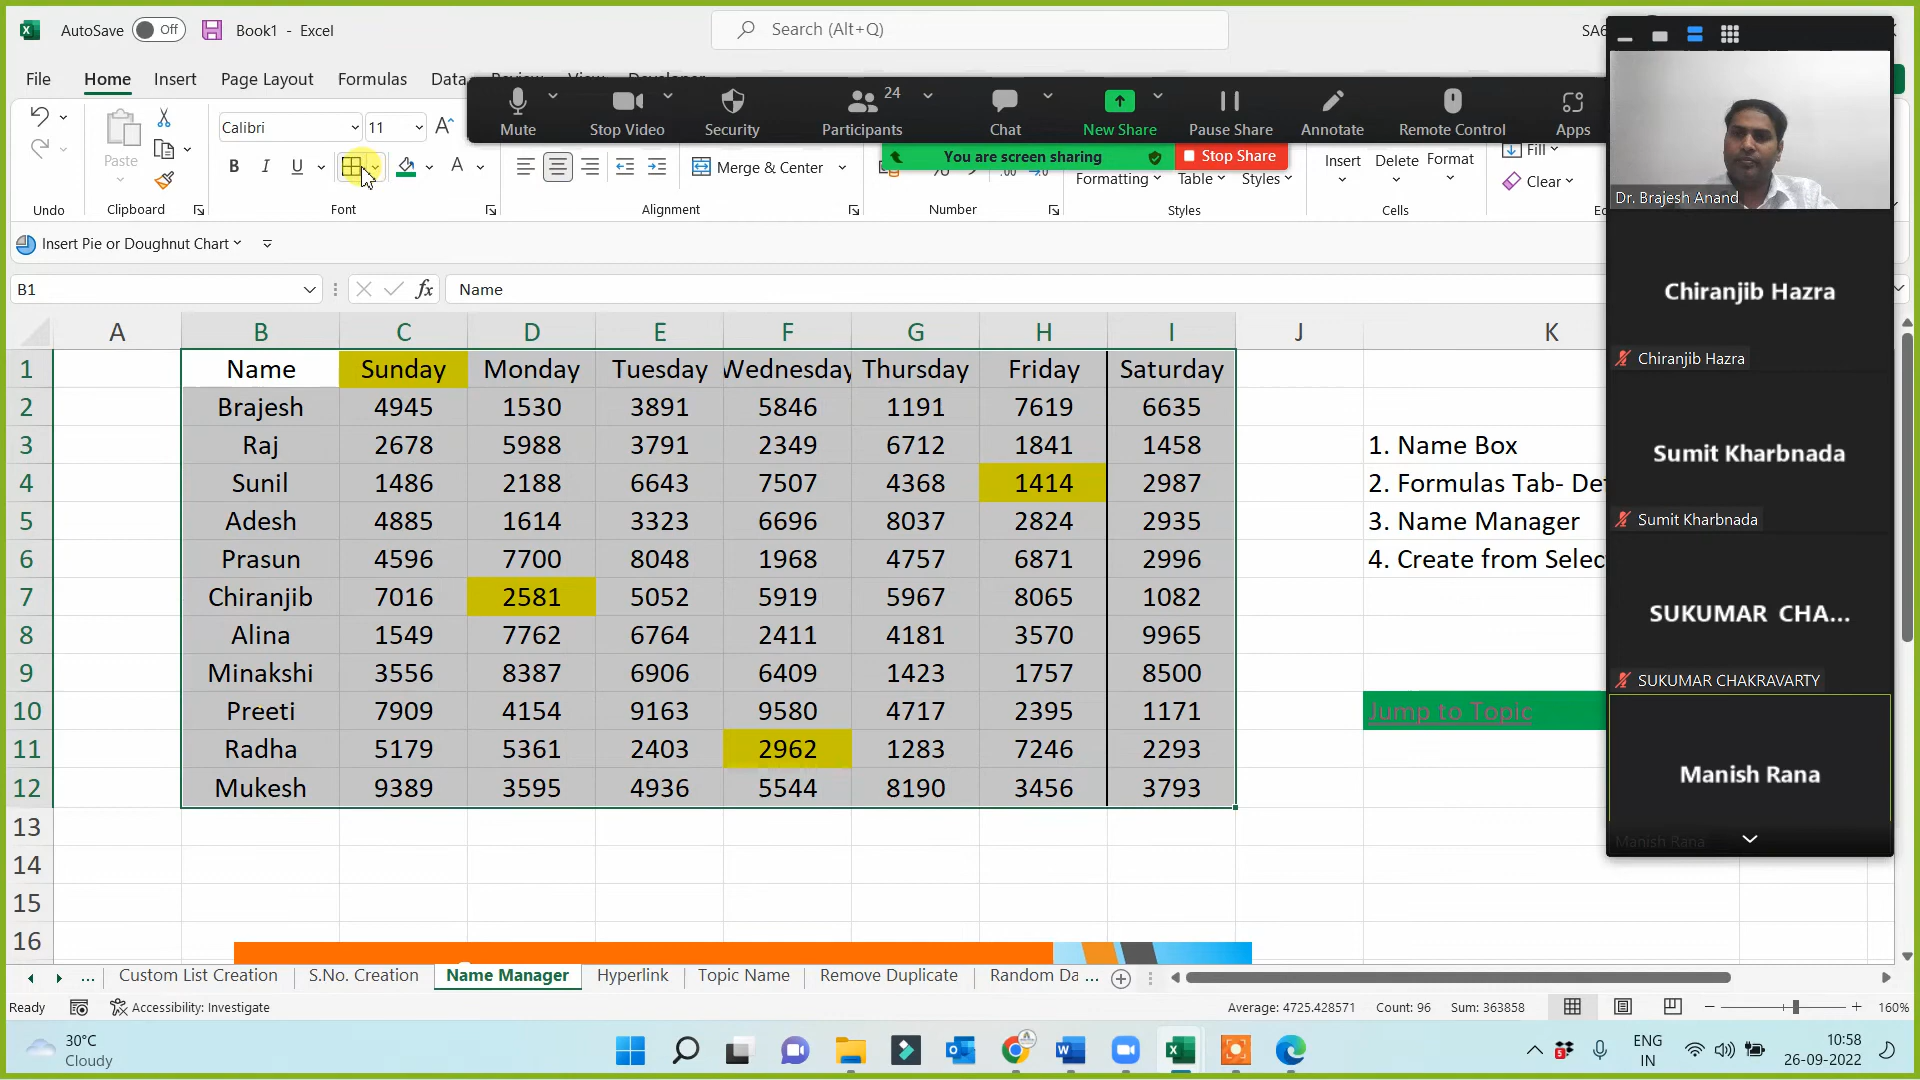 AutoSave Off Book1 - Excel Search (Alt+Q)
File Home Insert Page Layout Formulas Data
Mute Stop Video Security Participants 24 Chat New Share Pause Share Annotate Remote Control Apps
You are screen sharing Stop Share
Calibri 11
Paste B I U A Merge & Center Formatting Table Styles Insert Delete Format Fill
Clear
Undo Clipboard Font Alignment Number Styles Cells
Insert Pie or Doughnut Chart
B1 fx Name
A B C D E F G H I J K
1 Name Sunday Monday Tuesday Wednesday Thursday Friday Saturday
2 Brajesh 4945 1530 3891 5846 1191 7619 6635
3 Raj 2678 5988 3791 2349 6712 1841 1458 1. Name Box
4 Sunil 1486 2188 6643 7507 4368 1414 2987 2. Formulas Tab- De
5 Adesh 4885 1614 3323 6696 8037 2824 2935 3. Name Manager
6 Prasun 4596 7700 8048 1968 4757 6871 2996 4. Create from Selec
7 Chiranjib 7016 2581 5052 5919 5967 8065 1082
8 Alina 1549 7762 6764 2411 4181 3570 9965
9 Minakshi 3556 8387 6906 6409 1423 1757 8500
10 Preeti 7909 4154 9163 9580 4717 2395 1171 Jump to Topic
11 Radha 5179 5361 2403 2962 1283 7246 2293
12 Mukesh 9389 3595 4936 5544 8190 3456 3793
13
14
15
16
Dr. Brajesh Anand
Chiranjib Hazra
Chiranjib Hazra
Sumit Kharbnada
Sumit Kharbnada
SUKUMAR CHA...
SUKUMAR CHAKRAVARTY
Manish Rana
Manish Rana
... Custom List Creation S.No. Creation Name Manager Hyperlink Topic Name Remove Duplicate Random Da ...
Ready Accessibility: Investigate Average: 4725.428571 Count: 96 Sum: 363858 160%
30°C
Cloudy
ENG
IN
10:58
26-09-2022